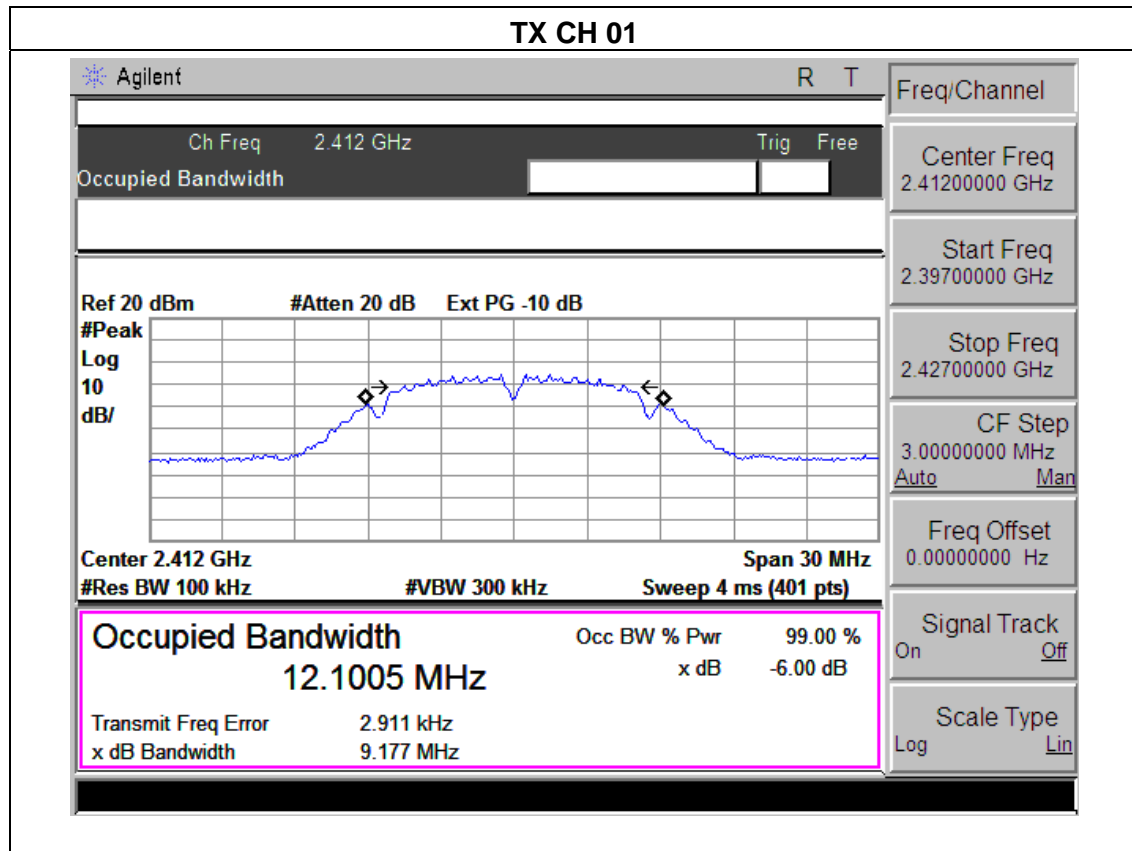 TX CH 01
Agilent R T
Freq/Channel
Ch Freq 2.412 GHz Trig Free
Occupied Bandwidth
Center Freq
2.41200000 GHz
Start Freq
2.39700000 GHz
Stop Freq
2.42700000 GHz
CF Step
3.00000000 MHz
Auto Man
Freq Offset
0.00000000 Hz
Signal Track
On Off
Scale Type
Log Lin
Ref 20 dBm #Atten 20 dB Ext PG -10 dB
#Peak
Log
10
dB/
Center 2.412 GHz Span 30 MHz
#Res BW 100 kHz #VBW 300 kHz Sweep 4 ms (401 pts)
Occupied Bandwidth Occ BW % Pwr 99.00 %
12.1005 MHz x dB -6.00 dB
Transmit Freq Error 2.911 kHz
x dB Bandwidth 9.177 MHz